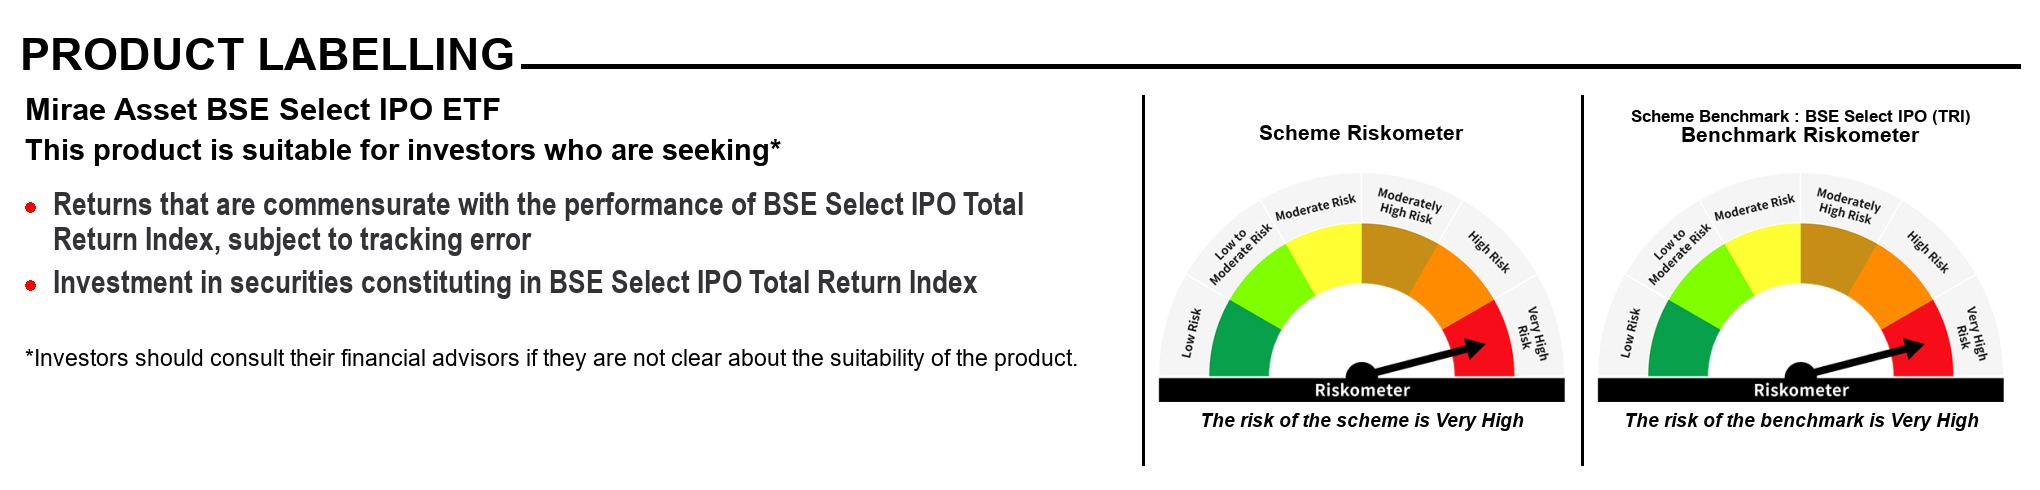 PRODUCT LABELLING
Mirae Asset BSE Select IPO ETF
This product is suitable for investors who are seeking*
Returns that are commensurate with the performance of BSE Select IPO Total
Return Index, subject to tracking error
Investment in securities constituting in BSE Select IPO Total Return Index
*Investors should consult their financial advisors if they are not clear about the suitability of the product.
Scheme Riskometer
Low Risk
Low to
Moderate Risk
Moderate Risk
Moderately
High Risk
High Risk
Very High
Risk
Riskometer
The risk of the scheme is Very High
Scheme Benchmark : BSE Select IPO (TRI)
Benchmark Riskometer
Low Risk
Low to
Moderate Risk
Moderate Risk
Moderately
High Risk
High Risk
Very High
Risk
Riskometer
The risk of the benchmark is Very High